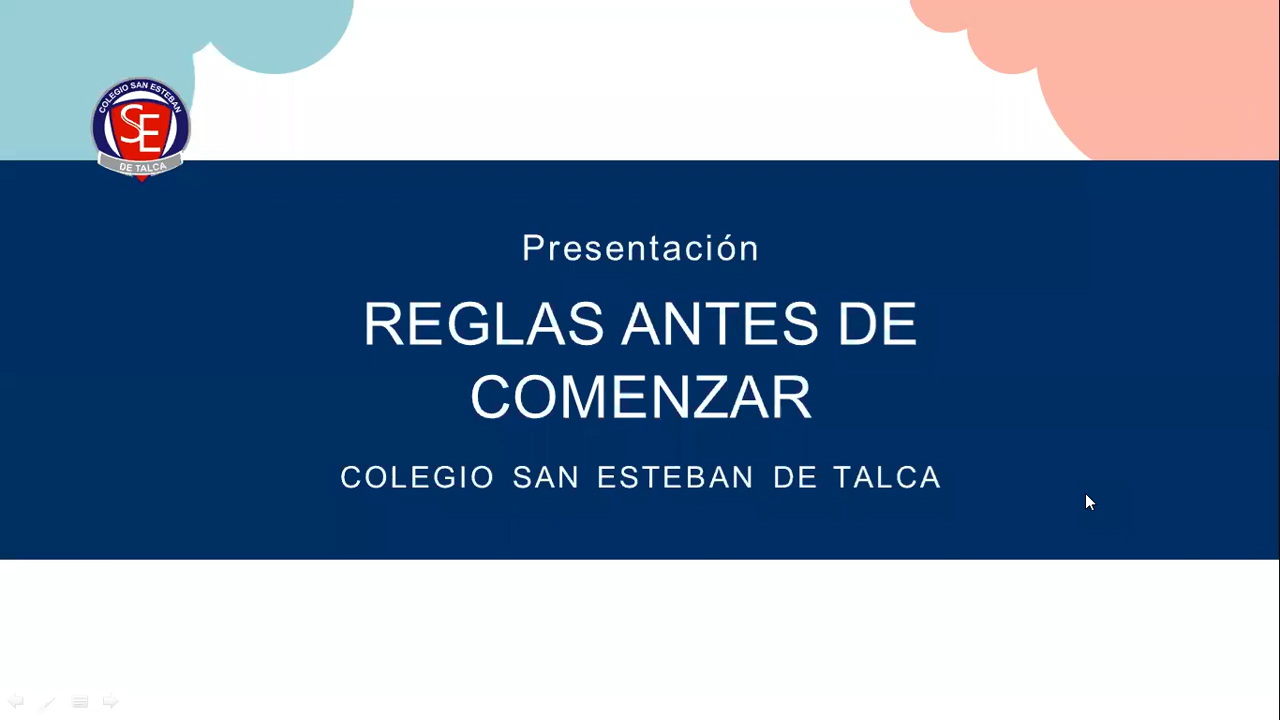 COLEGIO SAN ESTEBAN
SE
DE TALCA
Presentación
REGLAS ANTES DE
COMENZAR
COLEGIO SAN ESTEBAN DE TALCA